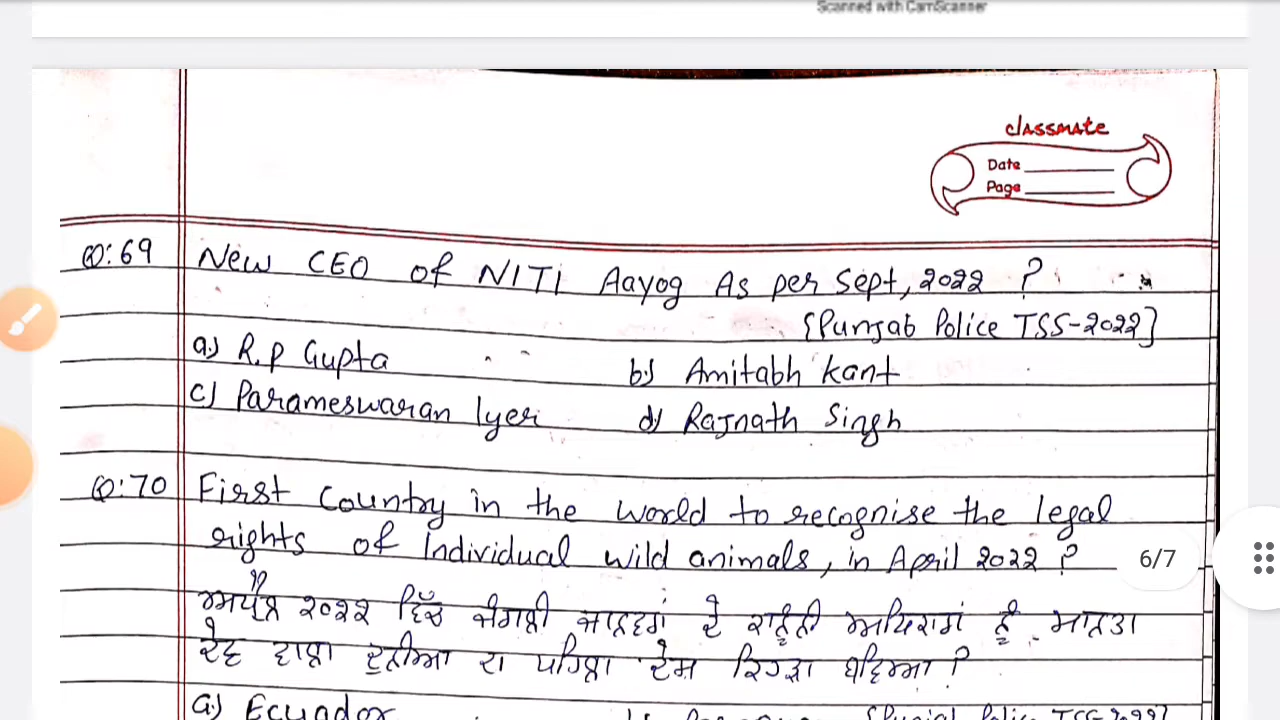 Scanned with CamScanner
classmate
Date
Page
Q:69 New CEO of NITI Aayog As per Sept, 2022 ?
{Punjab Police TSS-2022]
a) R.P Gupta b) Amitabh Kant
c) Parameswaran Iyer d) Rajnath Singh
Q:70 First Country in the world to recognise the legal
rights of Individual wild animals, in April 2022 ?
6/7
ਅਪ੍ਰੈਲ 2022 ਵਿੱਚ ਜੰਗਲੀ ਜਾਨਵਰਾਂ ਦੇ ਕਾਨੂੰਨੀ ਅਧਿਕਾਰਾਂ ਨੂੰ ਮਾਨਤਾ
ਦੇਣ ਵਾਲਾ ਦੁਨੀਆ ਦਾ ਪਹਿਲਾ ਦੇਸ਼ ਕਿਹੜਾ ਬਣਿਆ ?
a) Ecuador